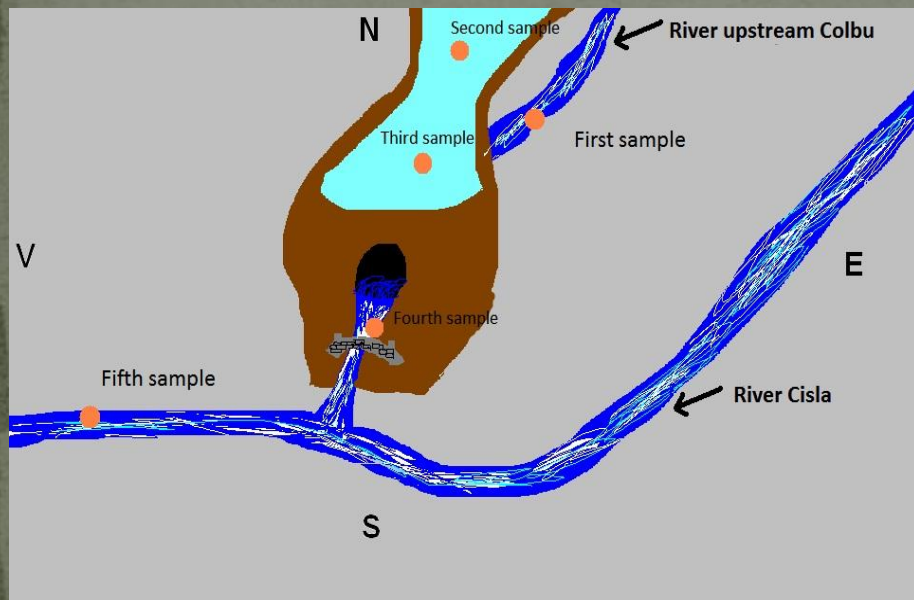 N
Second sample
River upstream Colbu
Third sample
First sample
V
E
Fourth sample
Fifth sample
River Cisla
S